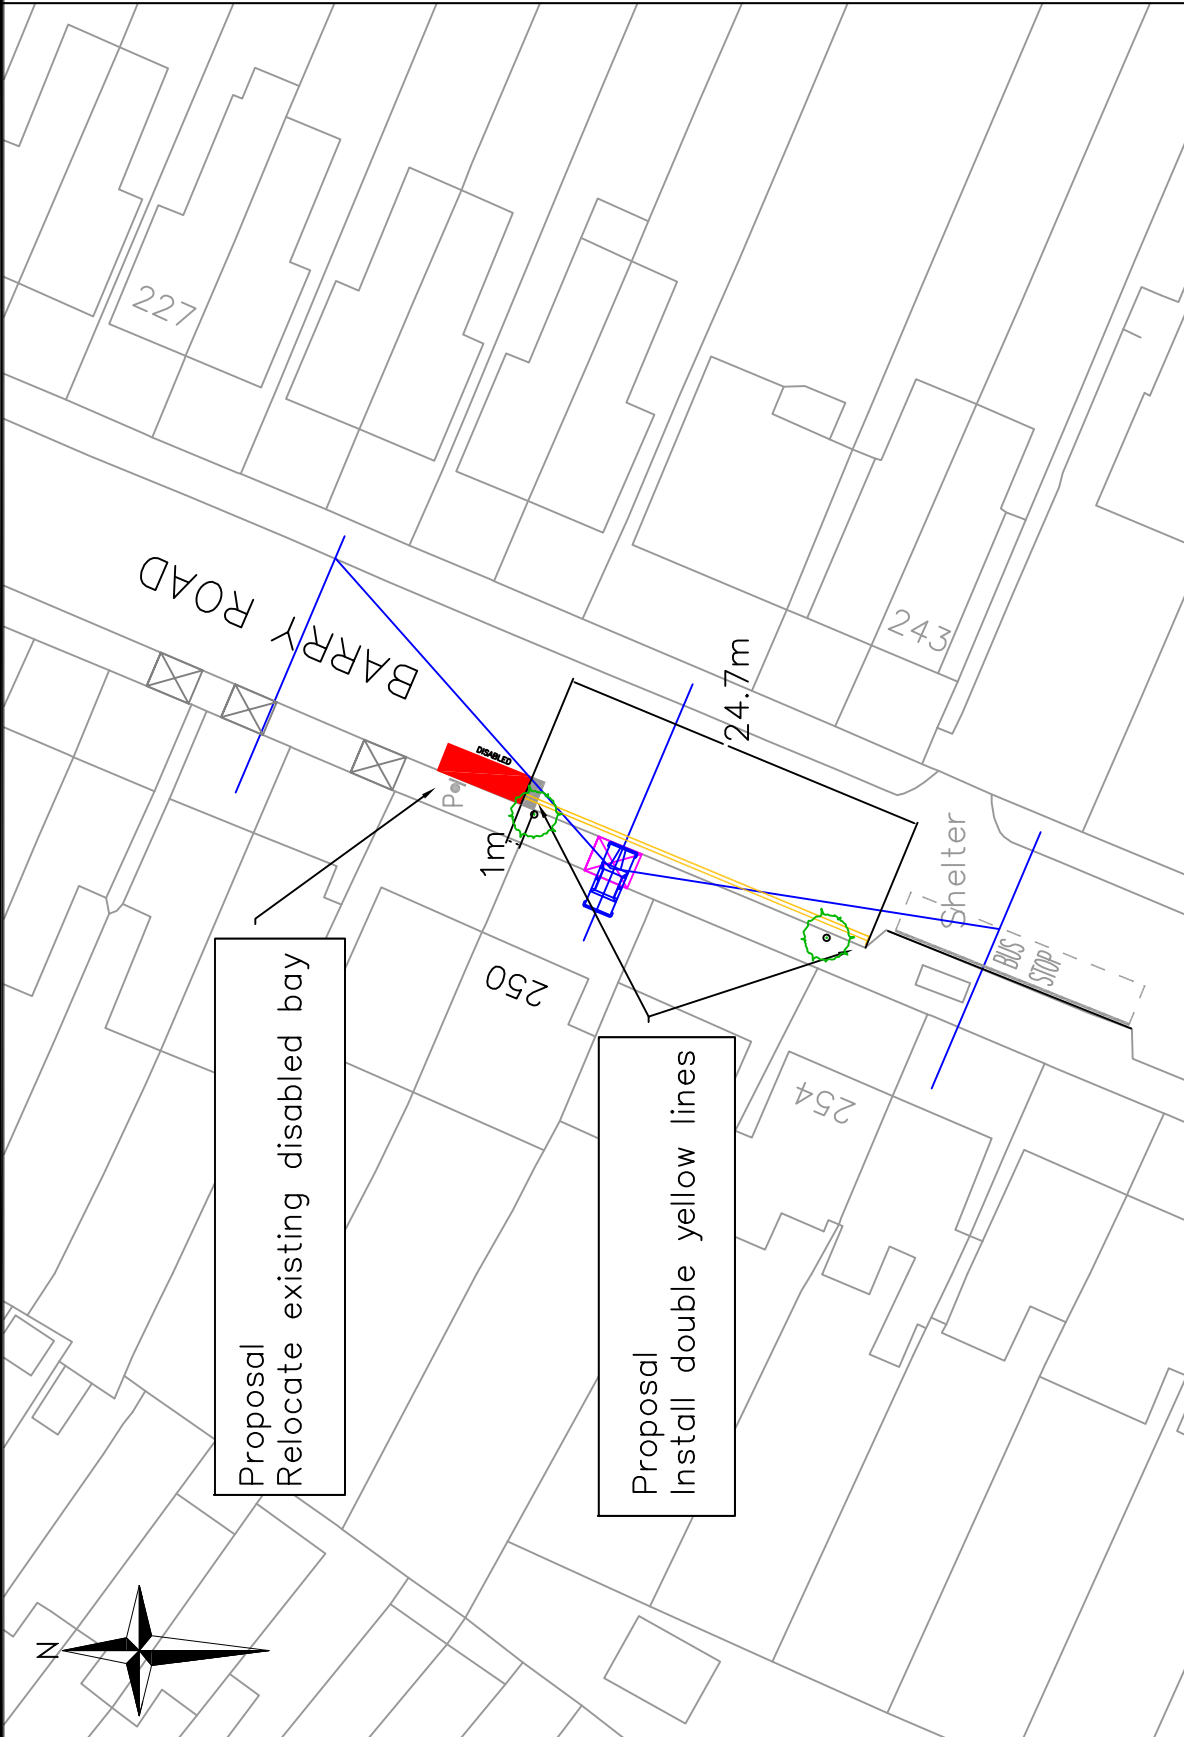 227
BARRY ROAD
243
DISABLED
24.7m
1m
Shelter
BUS
STOP
250
254
Proposal
Relocate existing disabled bay
Proposal
Install double yellow lines
N